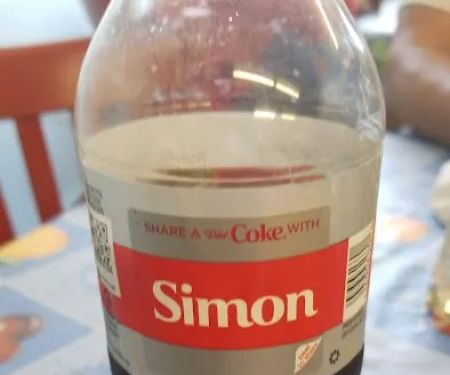 SHARE A Diet Coke WITH
Simon